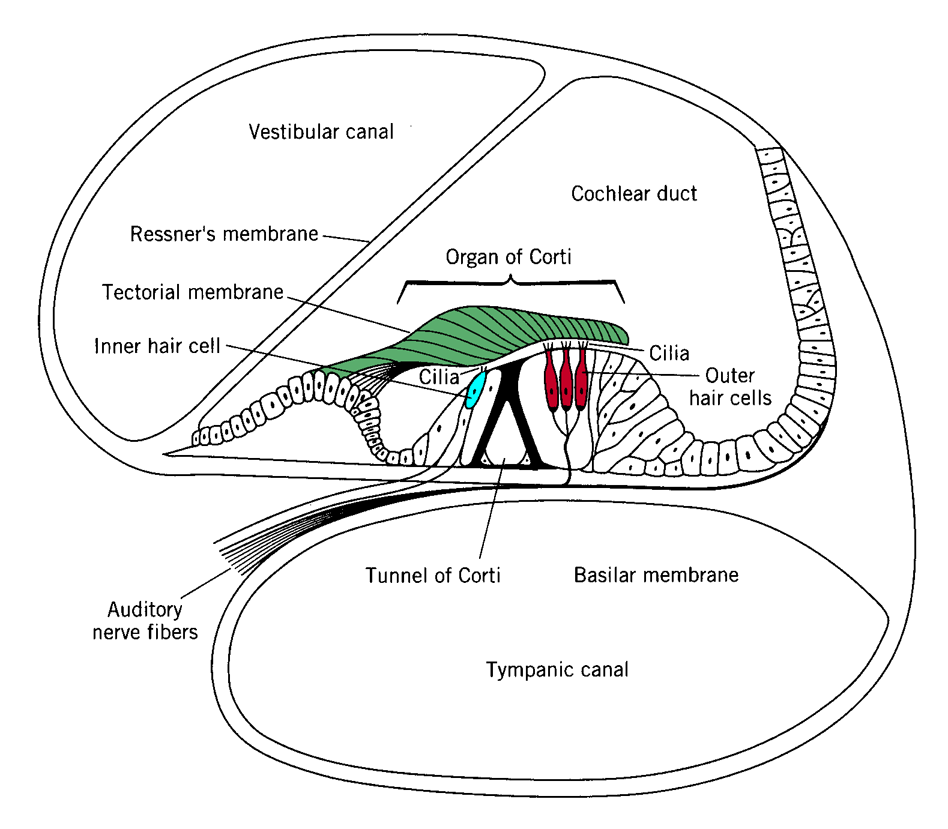 Vestibular canal
Cochlear duct
Ressner's membrane
Organ of Corti
Tectorial membrane
Inner hair cell
Cilia
Cilia
Outer
hair cells
Tunnel of Corti
Basilar membrane
Auditory
nerve fibers
Tympanic canal